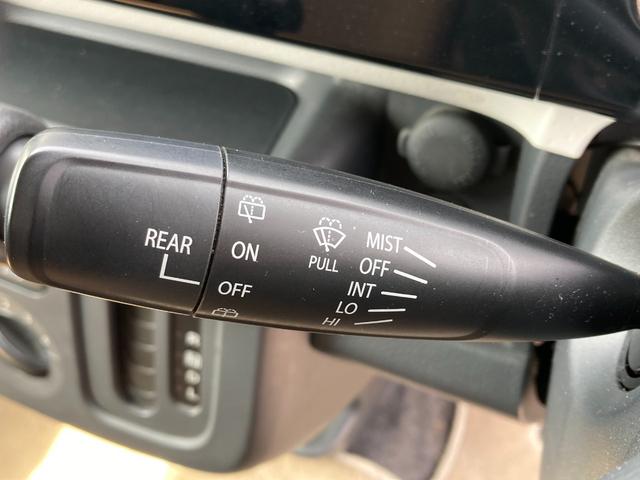 REAR
ON
OFF
PULL
MIST
OFF
INT
LO
HI